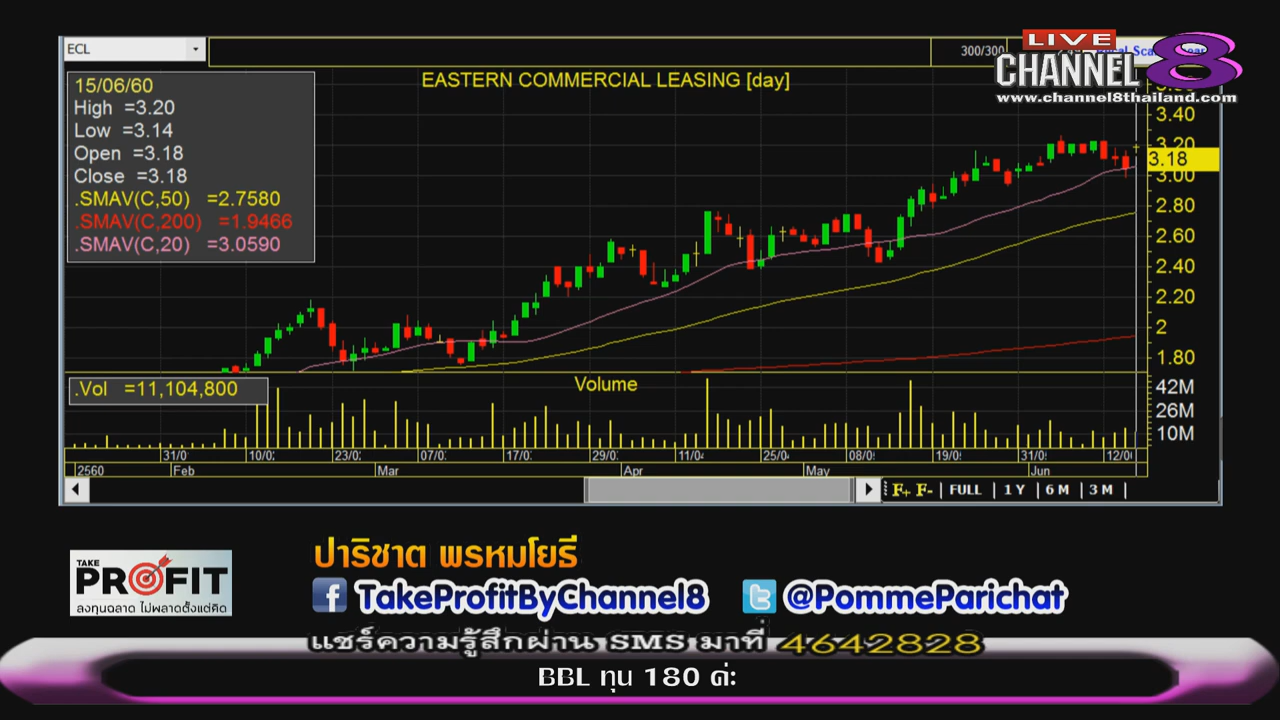 ECL
300/300
LIVE
CHANNEL 8
www.channel8thailand.com
EASTERN COMMERCIAL LEASING [day]
15/06/60
High =3.20
Low =3.14
Open =3.18
Close =3.18
.SMAV(C,50) =2.7580
.SMAV(C,200) =1.9466
.SMAV(C,20) =3.0590
3.40
3.20
3.18
3.00
2.80
2.60
2.40
2.20
2
1.80
.Vol =11,104,800
Volume
42M
26M
10M
31/0 10/0 23/0 07/0 17/0 29/0 11/0 25/0 08/0 19/0 31/0 12/0
2560 Feb Mar Apr May Jun
F+ F- FULL 1 Y 6 M 3 M
ปาริชาต พรหมโยธี
TAKE
PROFIT
ลงทุนฉลาด ไม่พลาดตั้งแต่คิด
f TakeProfitByChannel8 t @PommeParichat
แชร์ความรู้สึกผ่าน SMS มาที่ 4642828
BBL ทุน 180 ค่ะ